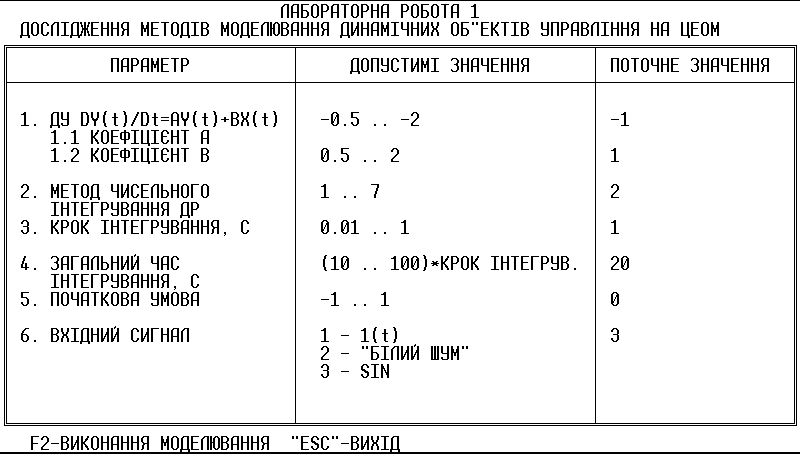 ЛАБОРАТОРНА РОБОТА 1
ДОСЛІДЖЕННЯ МЕТОДІВ МОДЕЛЮВАННЯ ДИНАМІЧНИХ ОБ"ЕКТІВ УПРАВЛІННЯ НА ЦЕОМ
ПАРАМЕТР ДОПУСТИМІ ЗНАЧЕННЯ ПОТОЧНЕ ЗНАЧЕННЯ
1. ДУ DY(t)/Dt=AY(t)+BX(t) -0.5 .. -2 -1
1.1 КОЕФІЦІЄНТ A
1.2 КОЕФІЦІЄНТ B 0.5 .. 2 1
2. МЕТОД ЧИСЕЛЬНОГО 1 .. 7 2
ІНТЕГРУВАННЯ ДР
3. КРОК ІНТЕГРУВАННЯ, С 0.01 .. 1 1
4. ЗАГАЛЬНИЙ ЧАС (10 .. 100)*КРОК ІНТЕГРУВ. 20
ІНТЕГРУВАННЯ, С
5. ПОЧАТКОВА УМОВА -1 .. 1 0
6. ВХІДНИЙ СИГНАЛ 1 - 1(t) 3
2 - "БІЛИЙ ШУМ"
3 - SIN
F2-ВИКОНАННЯ МОДЕЛЮВАННЯ "ESC"-ВИХІД